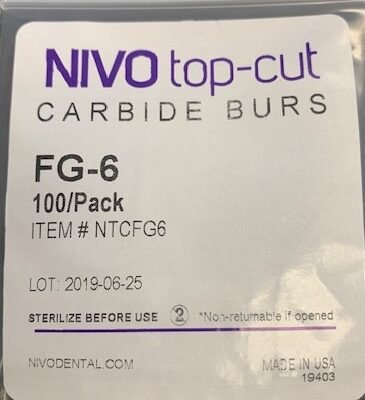 NIVO top-cut
CARBIDE BURS
FG-6
100/Pack
ITEM # NTCFG6
LOT: 2019-06-25
STERILIZE BEFORE USE 2 *Non-returnable if opened
NIVODENTAL.COM MADE IN USA
19403